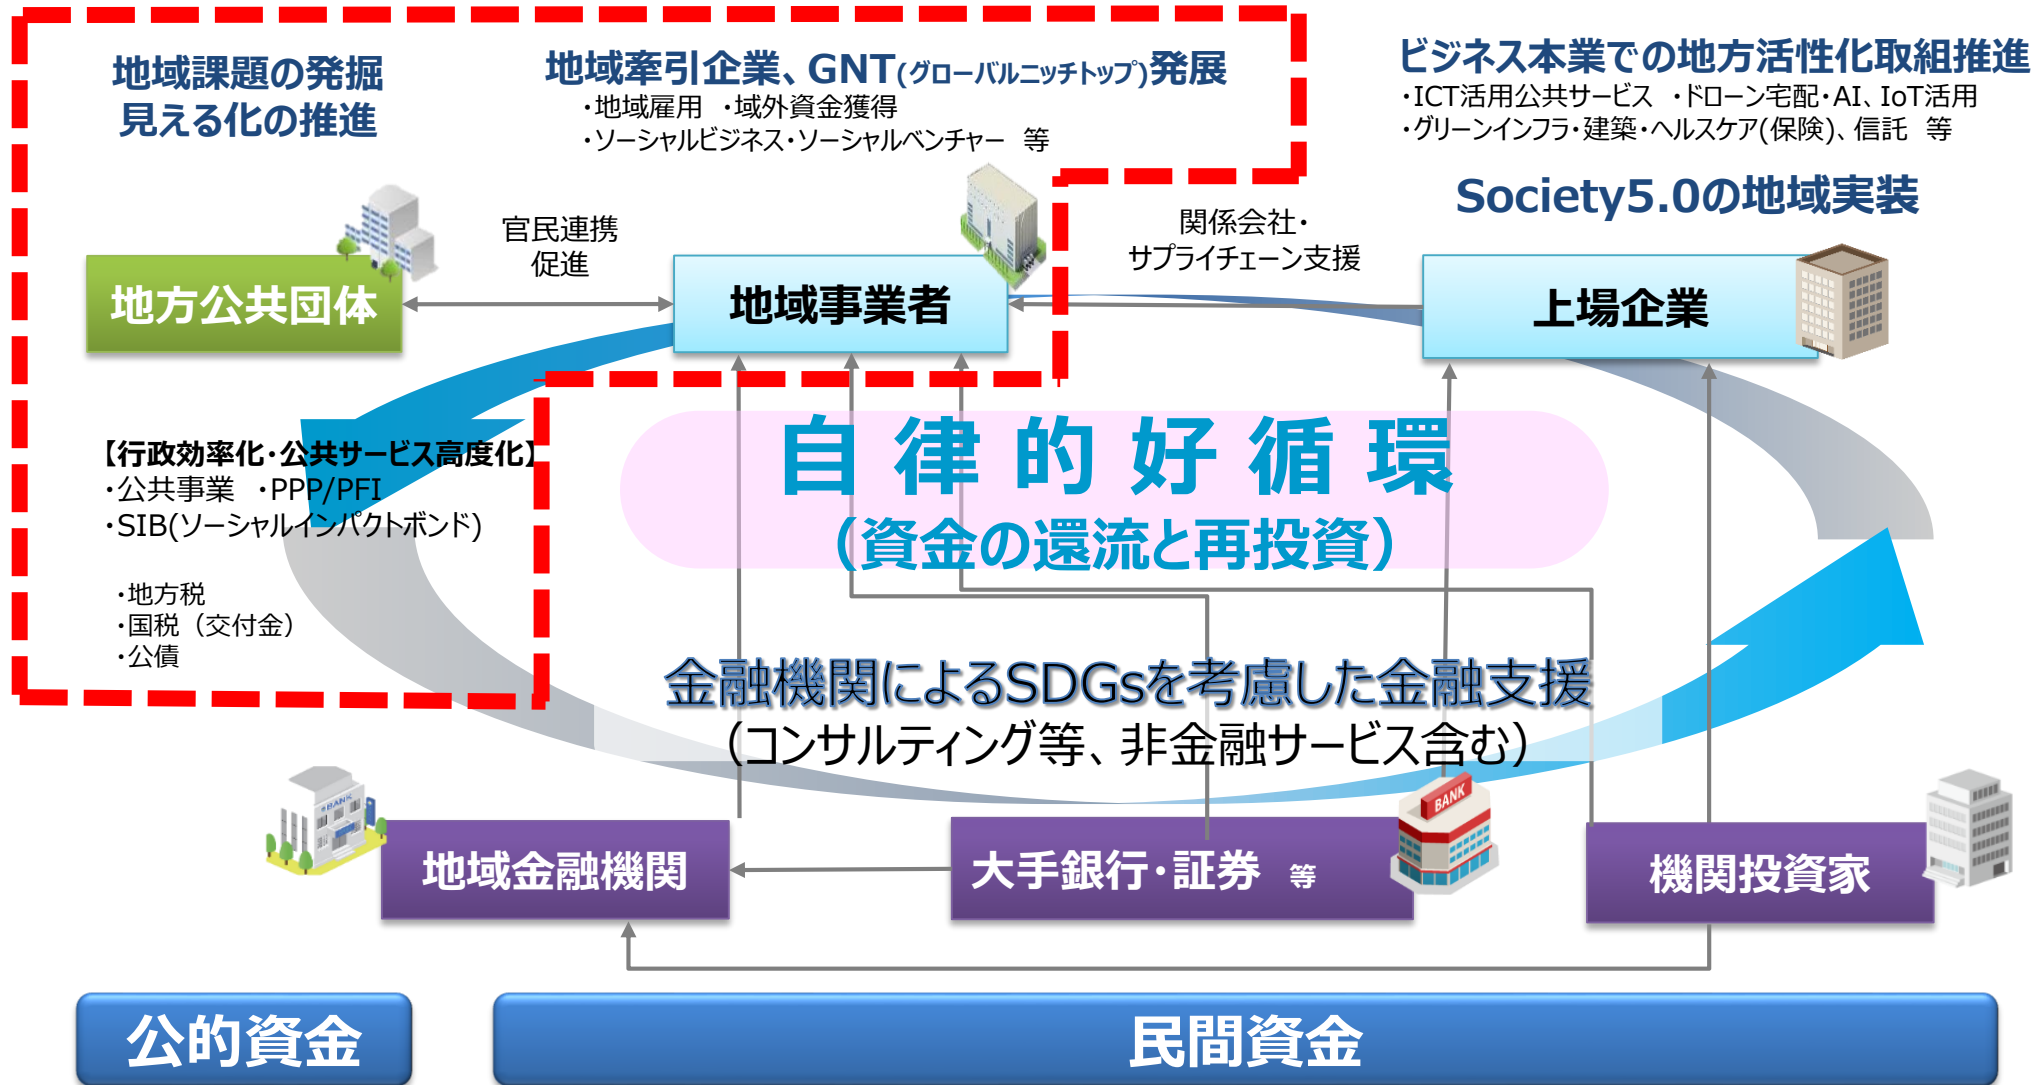 地域課題の発掘
見える化の推進
地域牽引企業、GNT(グローバルニッチトップ)発展
・地域雇用 ・域外資金獲得
・ソーシャルビジネス・ソーシャルベンチャー 等
ビジネス本業での地方活性化取組推進
・ICT活用公共サービス ・ドローン宅配・AI、IoT活用
・グリーンインフラ・建築・ヘルスケア(保険)、信託 等
Society5.0の地域実装
官民連携
促進
関係会社・
サプライチェーン支援
地方公共団体
地域事業者
上場企業
自律的好循環
（資金の還流と再投資）
【行政効率化・公共サービス高度化】
・公共事業 ・PPP/PFI
・SIB(ソーシャルインパクトボンド)
・地方税
・国税（交付金）
・公債
金融機関によるSDGsを考慮した金融支援
（コンサルティング等、非金融サービス含む）
BANK
BANK
地域金融機関
大手銀行・証券 等
機関投資家
公的資金
民間資金